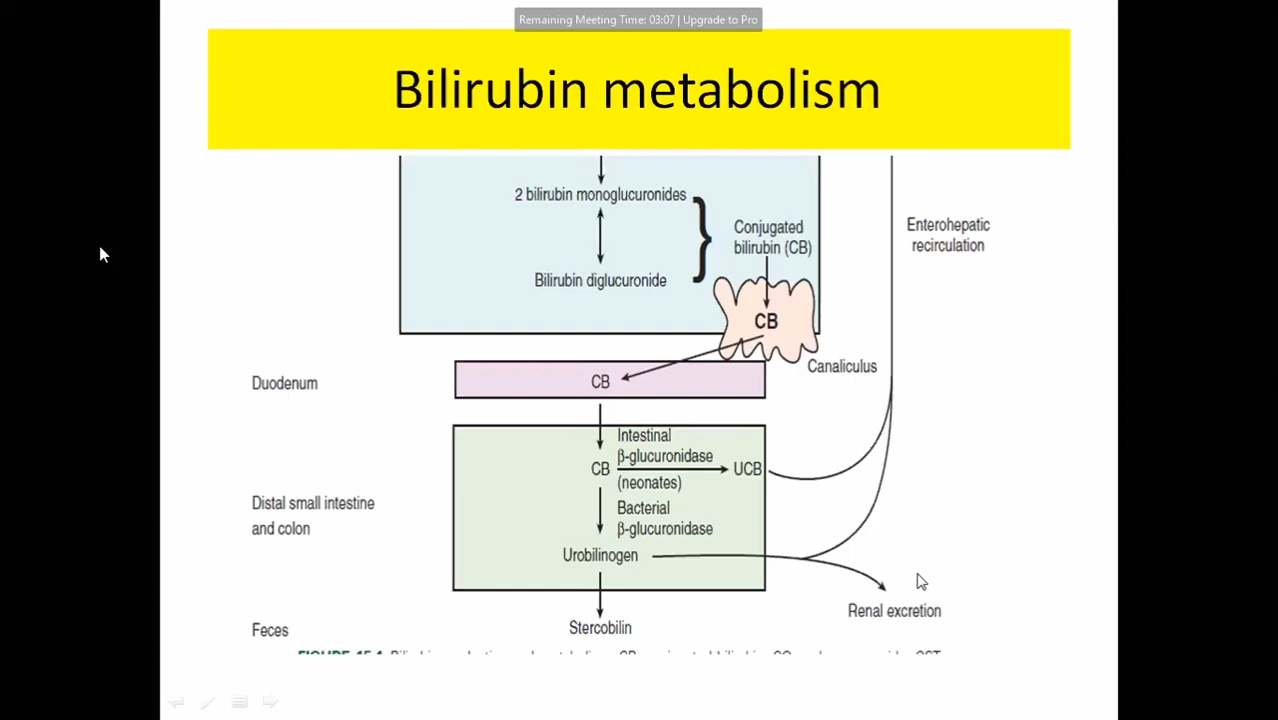 Remaining Meeting Time: 03:07 | Upgrade to Pro
Bilirubin metabolism
2 bilirubin monoglucuronides
Conjugated
bilirubin (CB)
Enterohepatic
recirculation
Bilirubin diglucuronide
CB
Canaliculus
Duodenum
CB
Intestinal
β-glucuronidase
CB
UCB
(neonates)
Distal small intestine
and colon
Bacterial
β-glucuronidase
Urobilinogen
Renal excretion
Feces
Stercobilin